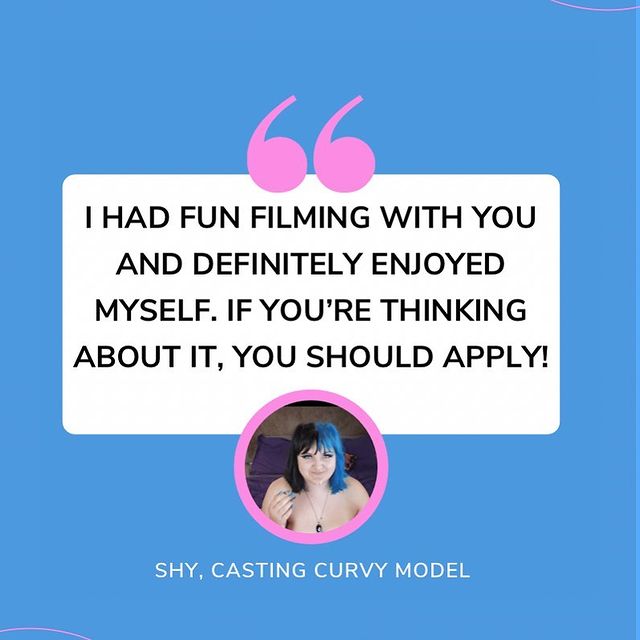 I HAD FUN FILMING WITH YOU
AND DEFINITELY ENJOYED
MYSELF. IF YOU’RE THINKING
ABOUT IT, YOU SHOULD APPLY!
SHY, CASTING CURVY MODEL